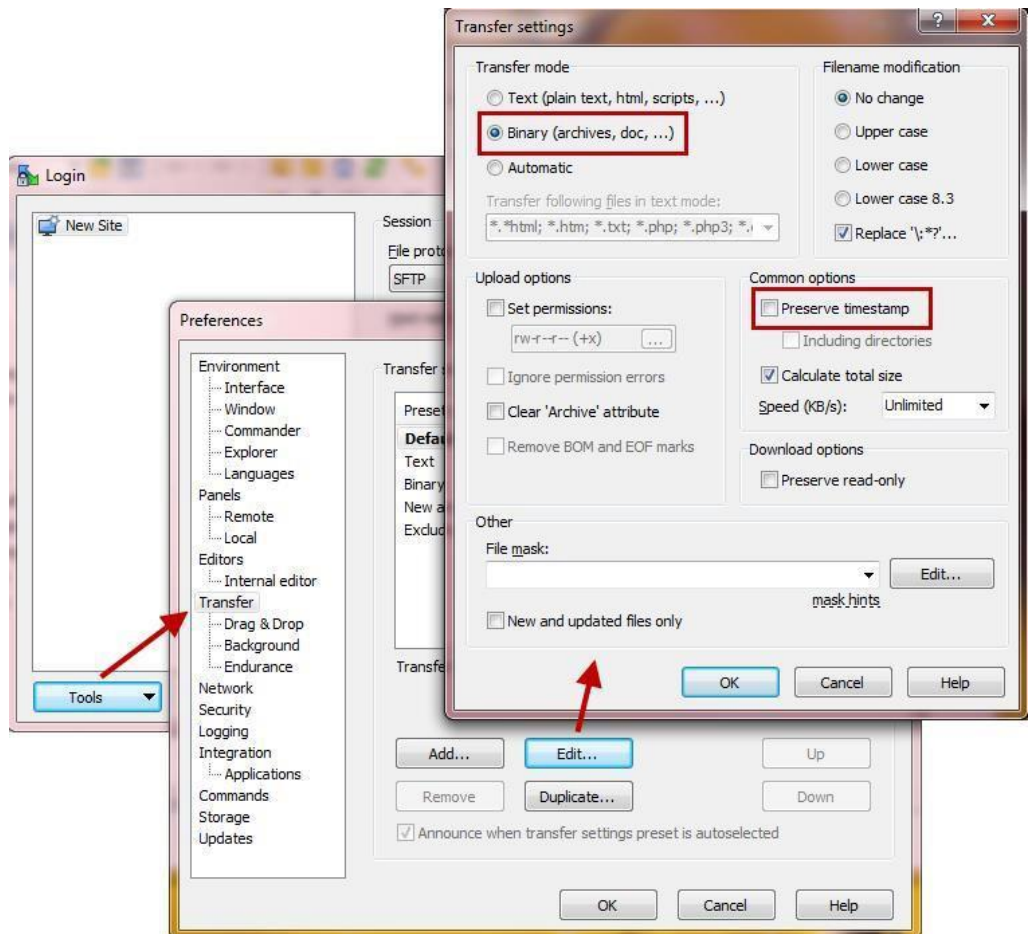 Transfer settings
Transfer mode
Text (plain text, html, scripts, ...)
Binary (archives, doc, ...)
Automatic
Transfer following files in text mode:
*.*html; *.htm; *.txt; *.php; *.php3; *.
Filename modification
No change
Upper case
Lower case
Lower case 8.3
Replace '\:*?'...
Upload options
Set permissions:
rw-r--r-- (+x)
...
Ignore permission errors
Clear 'Archive' attribute
Remove BOM and EOF marks
Common options
Preserve timestamp
Including directories
Calculate total size
Speed (KB/s):
Unlimited
Download options
Preserve read-only
Other
File mask:
Edit...
mask hints
New and updated files only
OK
Cancel
Help
Login
New Site
Session
File proto
SFTP
Tools
Preferences
Environment
Interface
Window
Commander
Explorer
Languages
Panels
Remote
Local
Editors
Internal editor
Transfer
Drag & Drop
Background
Endurance
Network
Security
Logging
Integration
Applications
Commands
Storage
Updates
Transfer
Preset
Defau
Text
Binary
New a
Exclud
Transfe
Add...
Edit...
Up
Remove
Duplicate...
Down
Announce when transfer settings preset is autoselected
OK
Cancel
Help